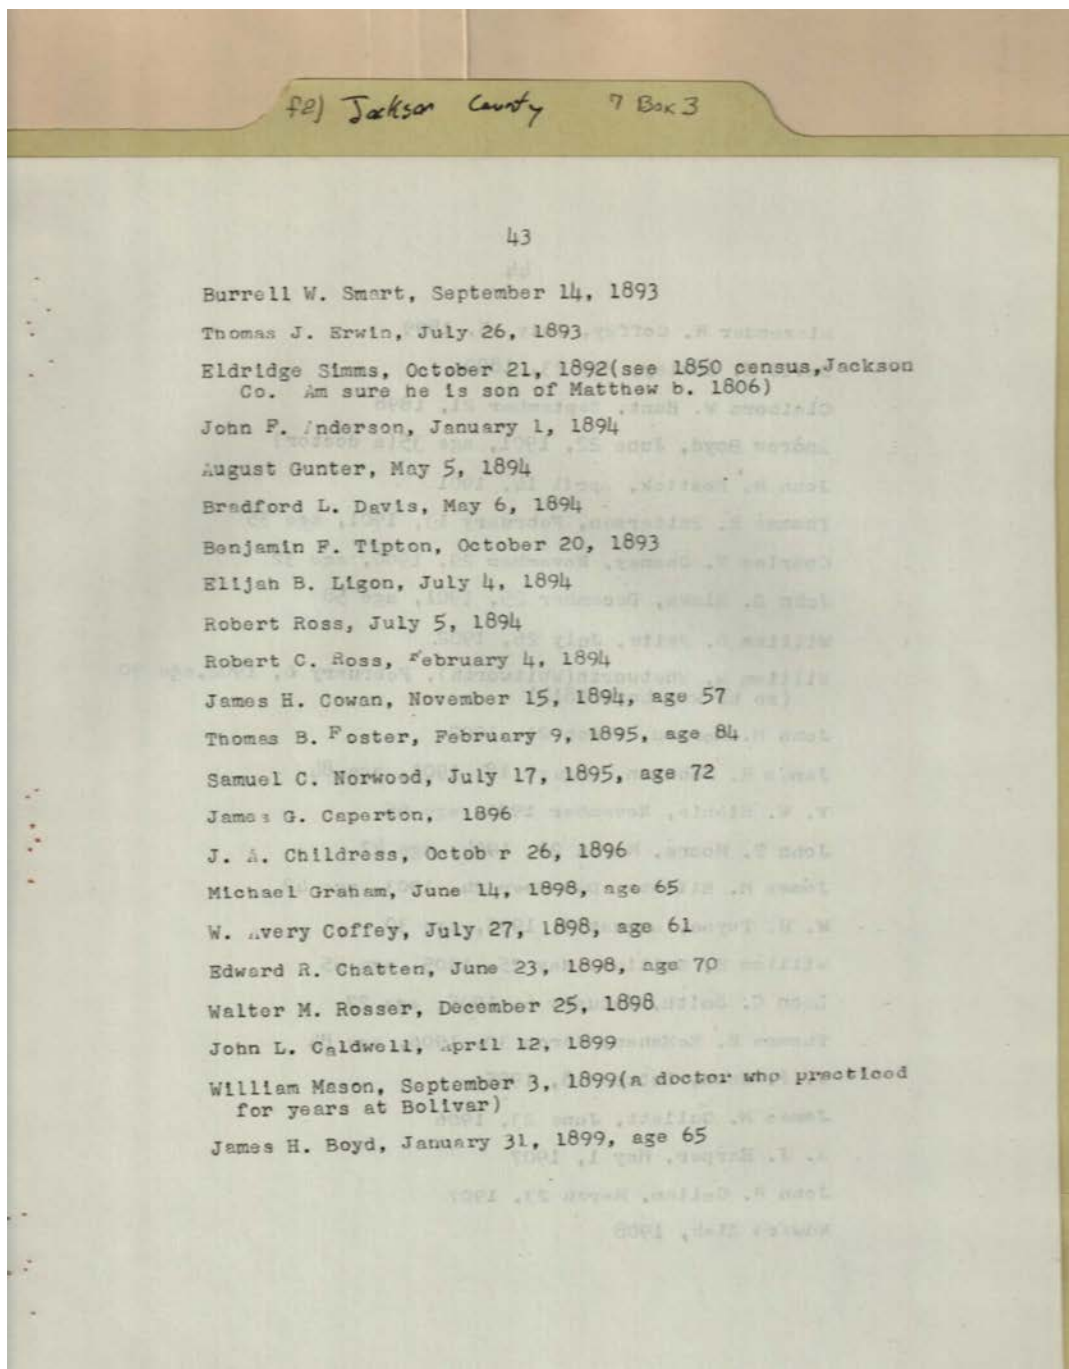 f2) Jackson County 7 Box 3
43
Burrell W. Smart, September 14, 1893
Thomas J. Erwin, July 26, 1893
Eldridge Simms, October 21, 1892(see 1850 census,Jackson
Co. Am sure he is son of Matthew b. 1806)
John F. Anderson, January 1, 1894
August Gunter, May 5, 1894
Bradford L. Davis, May 6, 1894
Benjamin F. Tipton, October 20, 1893
Elijah B. Ligon, July 4, 1894
Robert Ross, July 5, 1894
Robert C. Ross, February 4, 1894
James H. Cowan, November 15, 1894, age 57
Thomas B. Foster, February 9, 1895, age 84
Samuel C. Norwood, July 17, 1895, age 72
James G. Caperton, 1896
J. A. Childress, Octob r 26, 1896
Michael Graham, June 14, 1898, age 65
W. Avery Coffey, July 27, 1898, age 61
Edward R. Chatten, June 23, 1898, age 70
Walter M. Rosser, December 25, 1898
John L. Caldwell, April 12, 1899
William Mason, September 3, 1899(a doctor who practiced
for years at Bolivar)
James H. Boyd, January 31, 1899, age 65